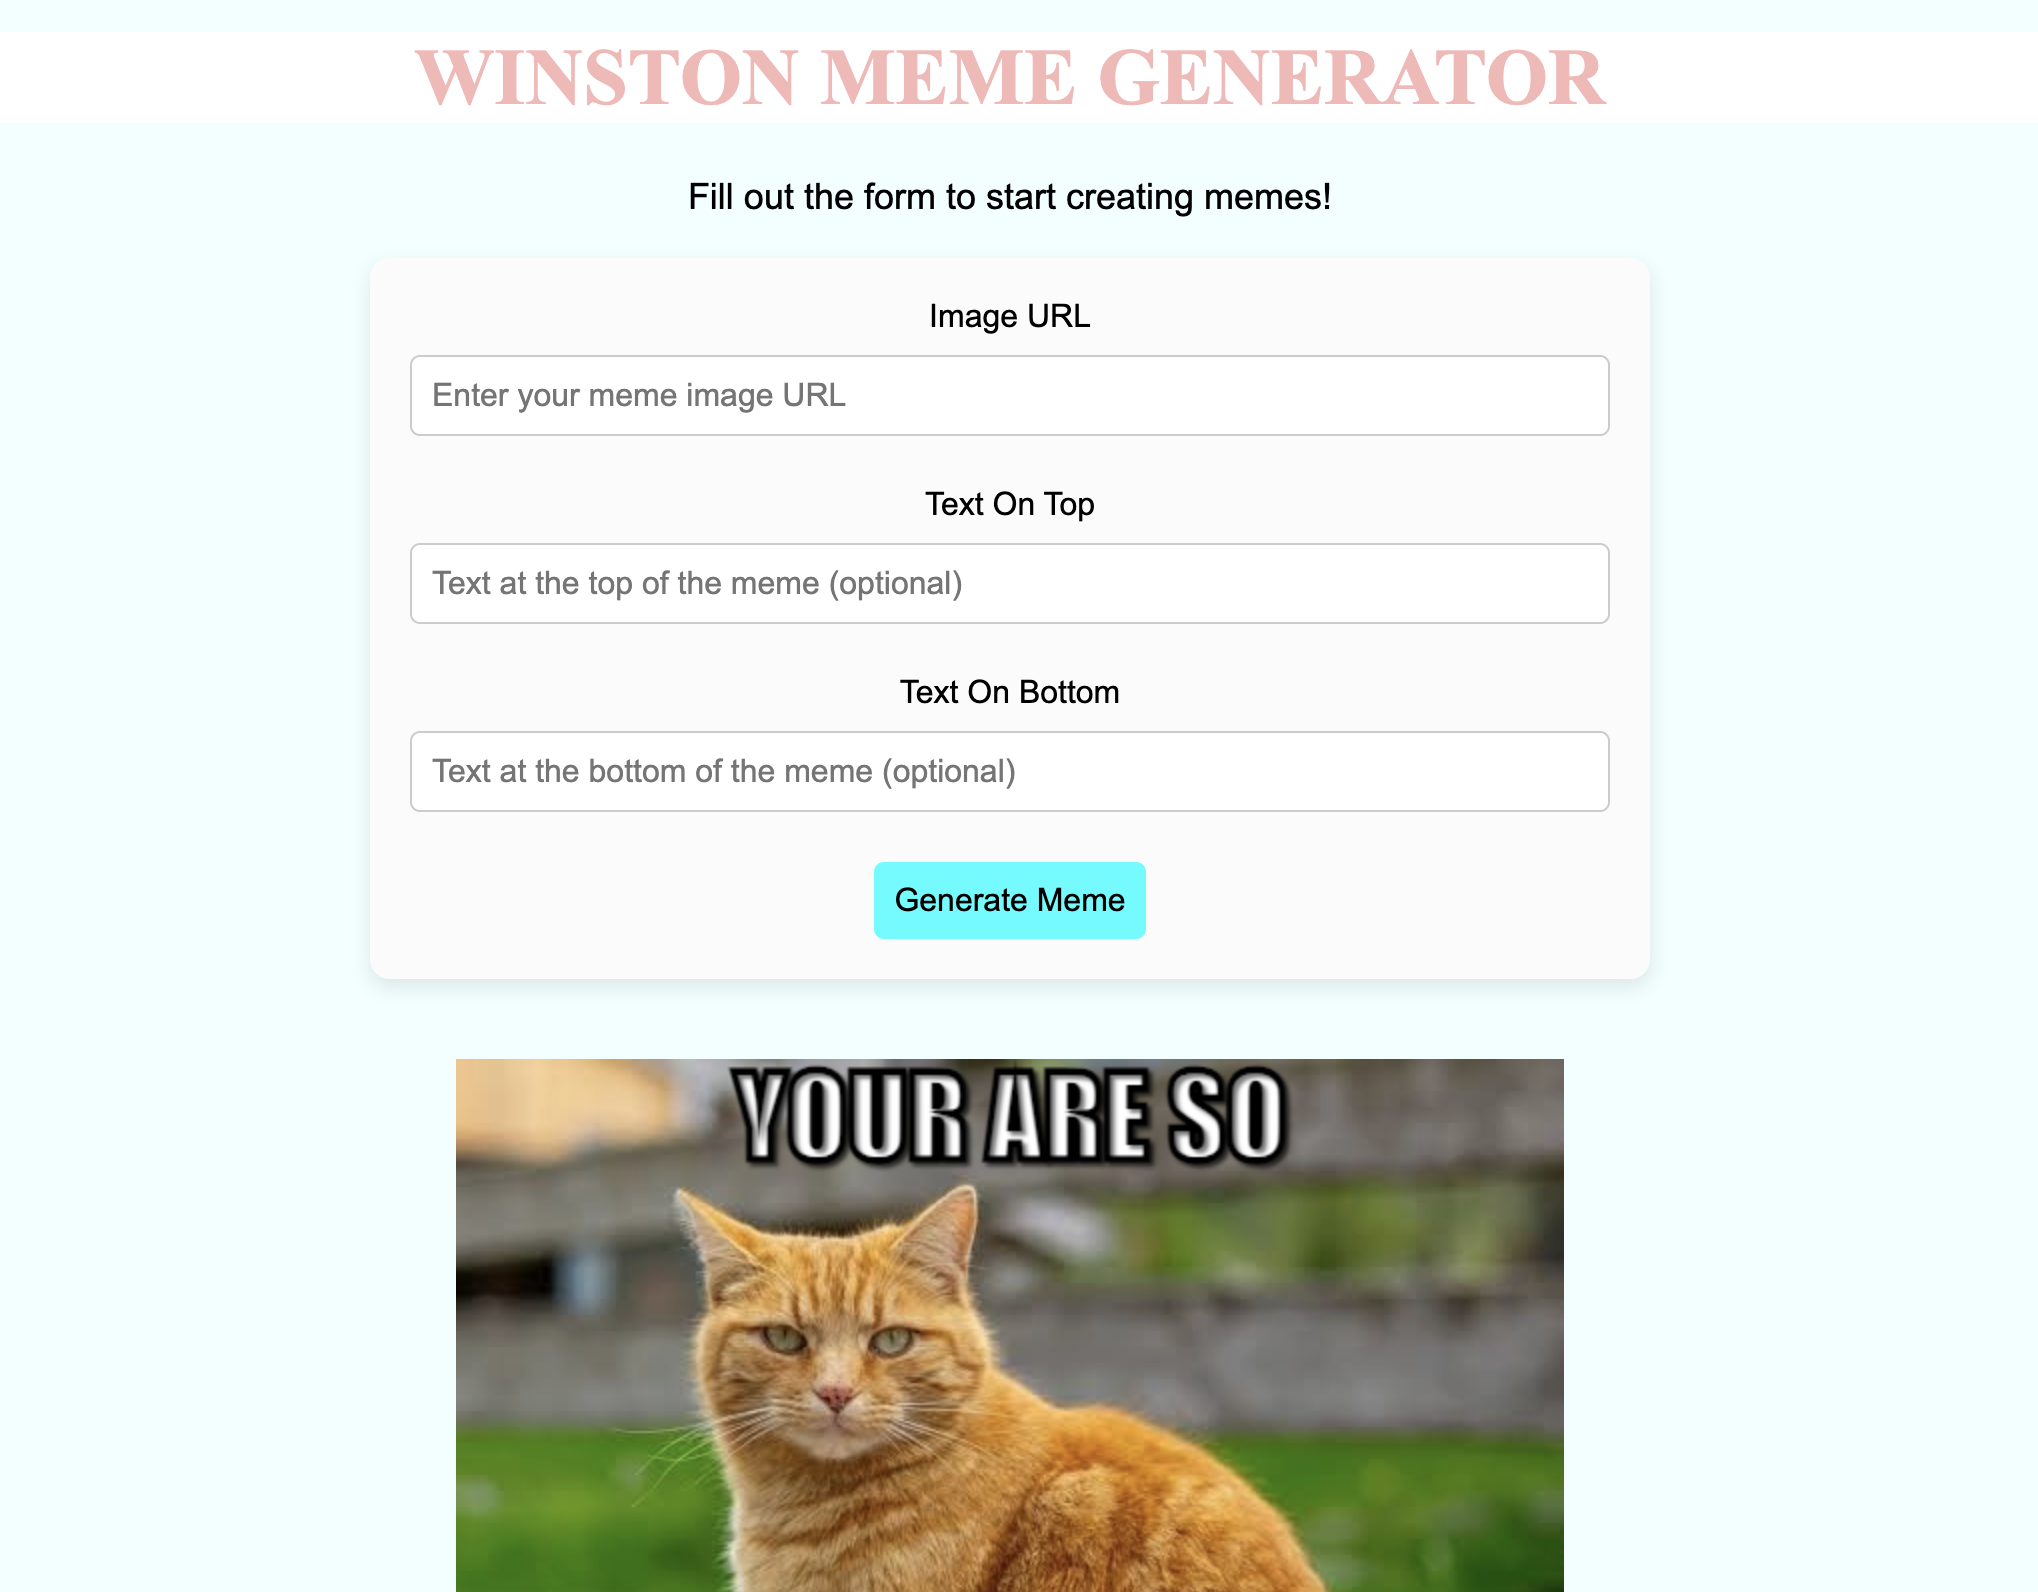 WINSTON MEME GENERATOR
Fill out the form to start creating memes!
Image URL
Enter your meme image URL
Text On Top
Text at the top of the meme (optional)
Text On Bottom
Text at the bottom of the meme (optional)
Generate Meme
YOUR ARE SO